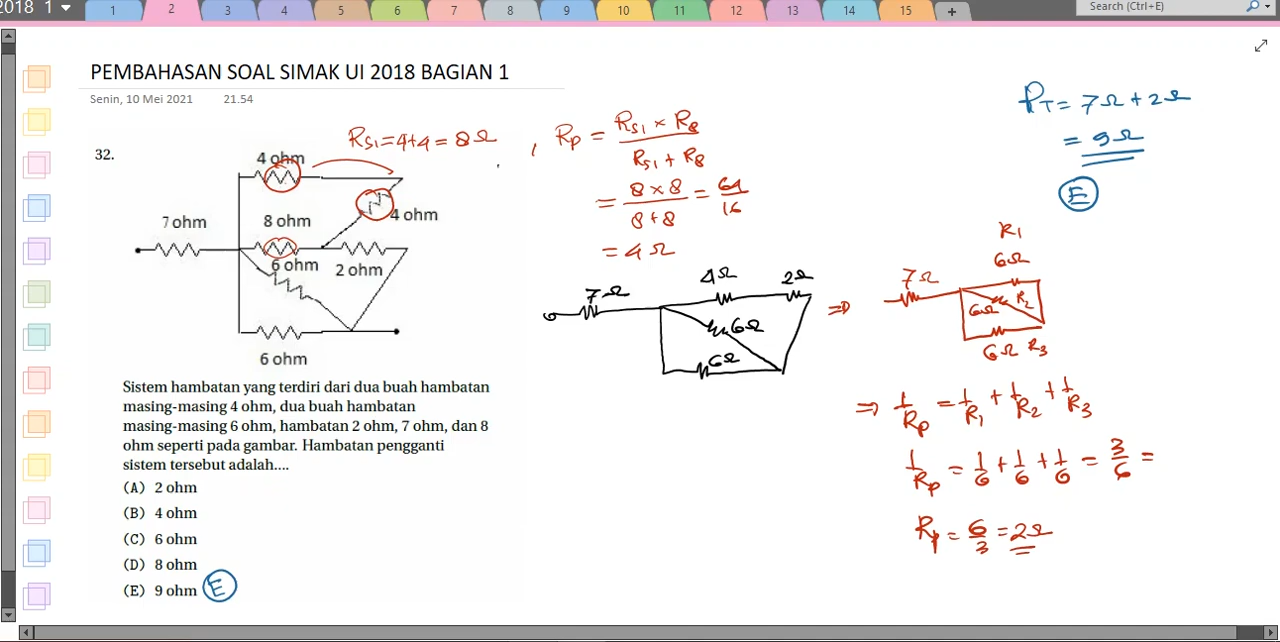 2018 1
1 2 3 4 5 6 7 8 9 10 11 12 13 14 15 +
Search (Ctrl+E)
PEMBAHASAN SOAL SIMAK UI 2018 BAGIAN 1
Senin, 10 Mei 2021 21.54
32.
Rs1=4+4=8Ω
4 ohm
4 ohm
7 ohm
8 ohm
6 ohm
2 ohm
6 ohm
Sistem hambatan yang terdiri dari dua buah hambatan
masing-masing 4 ohm, dua buah hambatan
masing-masing 6 ohm, hambatan 2 ohm, 7 ohm, dan 8
ohm seperti pada gambar. Hambatan pengganti
sistem tersebut adalah....
(A) 2 ohm
(B) 4 ohm
(C) 6 ohm
(D) 8 ohm
(E) 9 ohm E
, Rp = Rs1 × R8 / Rs1 + R8
= 8 × 8 / 8 + 8 = 64 / 16
= 4 Ω
4Ω 2Ω
7Ω
6Ω
6Ω
⇒
7Ω
R1
6Ω
6Ω R2
6Ω R3
⇒ 1/Rp = 1/R1 + 1/R2 + 1/R3
1/Rp = 1/6 + 1/6 + 1/6 = 3/6 =
Rp = 6/3 = 2Ω
RT = 7Ω + 2Ω
= 9Ω
E